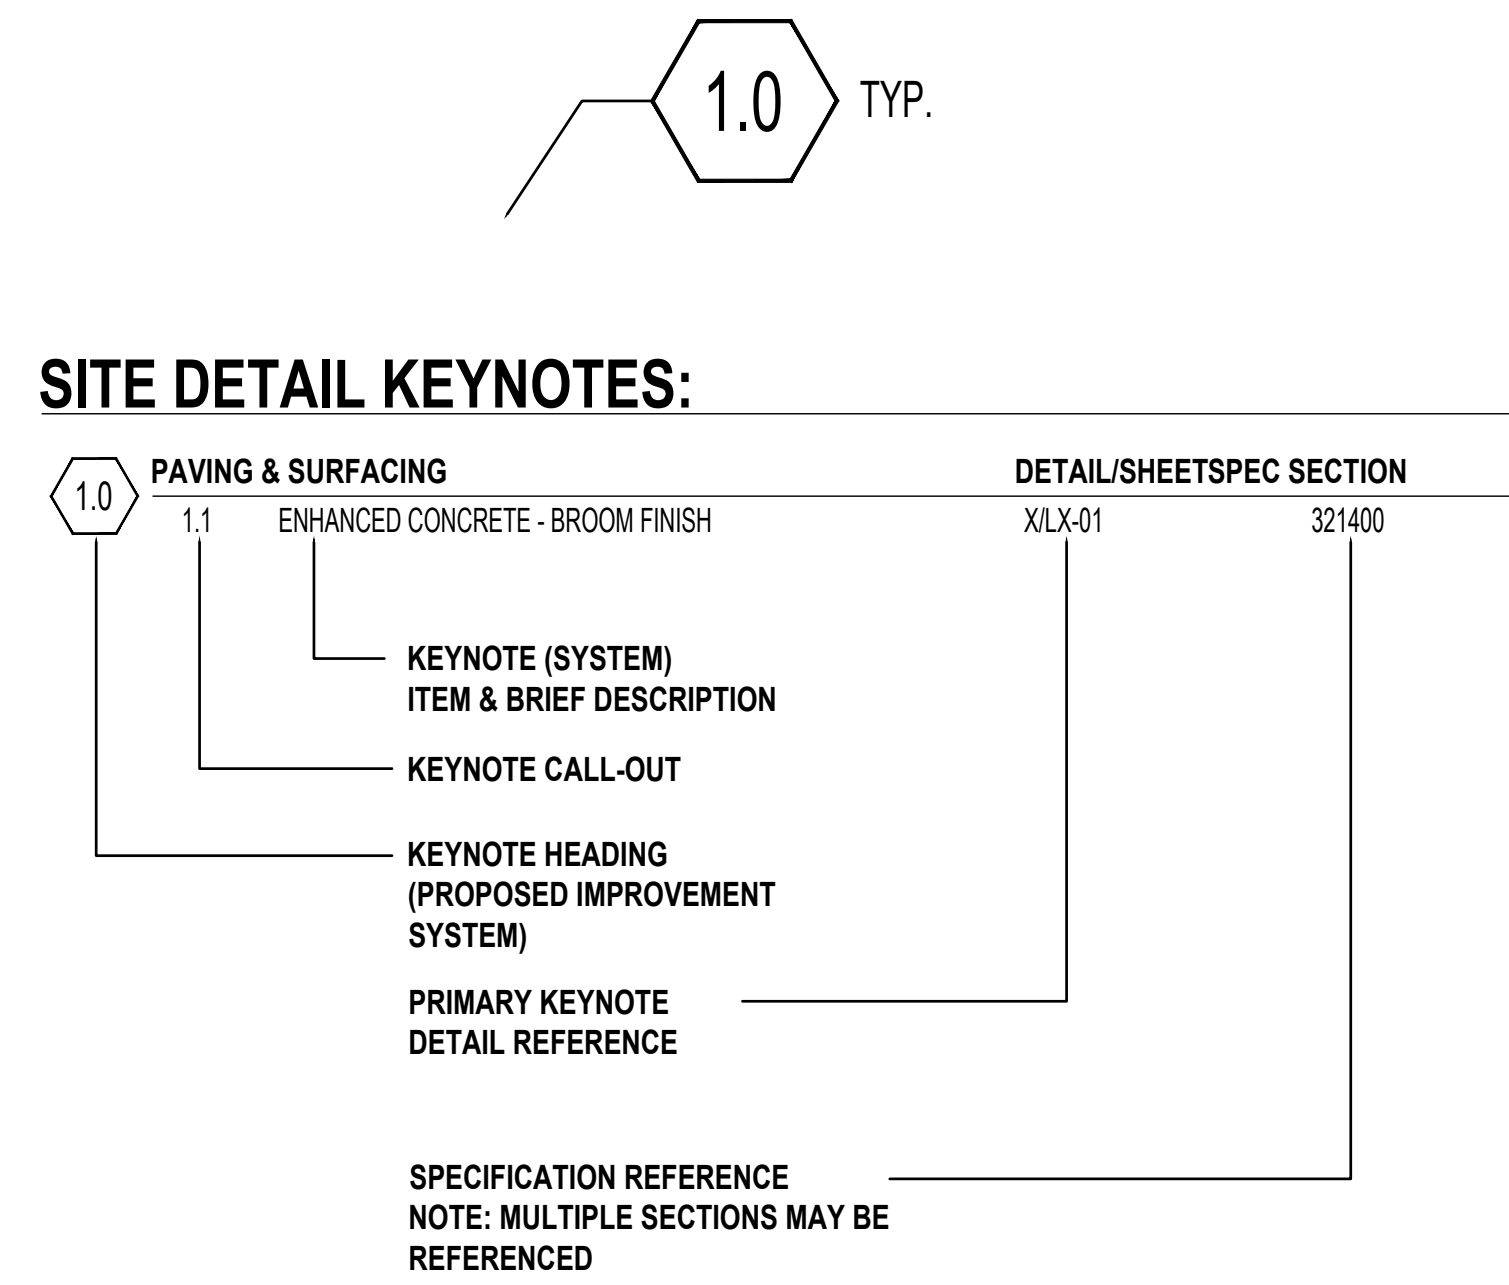 1.0 TYP.
SITE DETAIL KEYNOTES:
1.0 PAVING & SURFACING DETAIL/SHEETSPEC SECTION
1.1 ENHANCED CONCRETE - BROOM FINISH X/LX-01 321400
KEYNOTE (SYSTEM)
ITEM & BRIEF DESCRIPTION
KEYNOTE CALL-OUT
KEYNOTE HEADING
(PROPOSED IMPROVEMENT
SYSTEM)
PRIMARY KEYNOTE
DETAIL REFERENCE
SPECIFICATION REFERENCE
NOTE: MULTIPLE SECTIONS MAY BE
REFERENCED